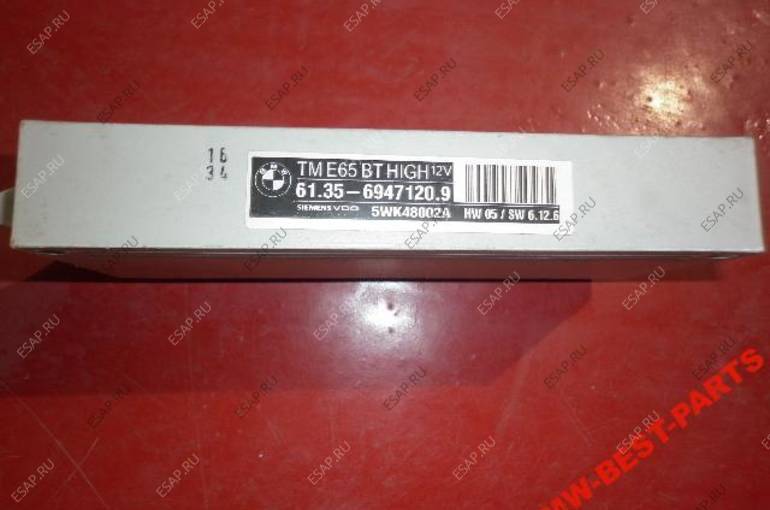 16
34
BMW
TM E65 BT HIGH 12V
61.35-6947120.9
SIEMENS VDO 5WK48002A HW 05 / SW 6.12.6
MW-BEST-PARTS
ESAP.RU